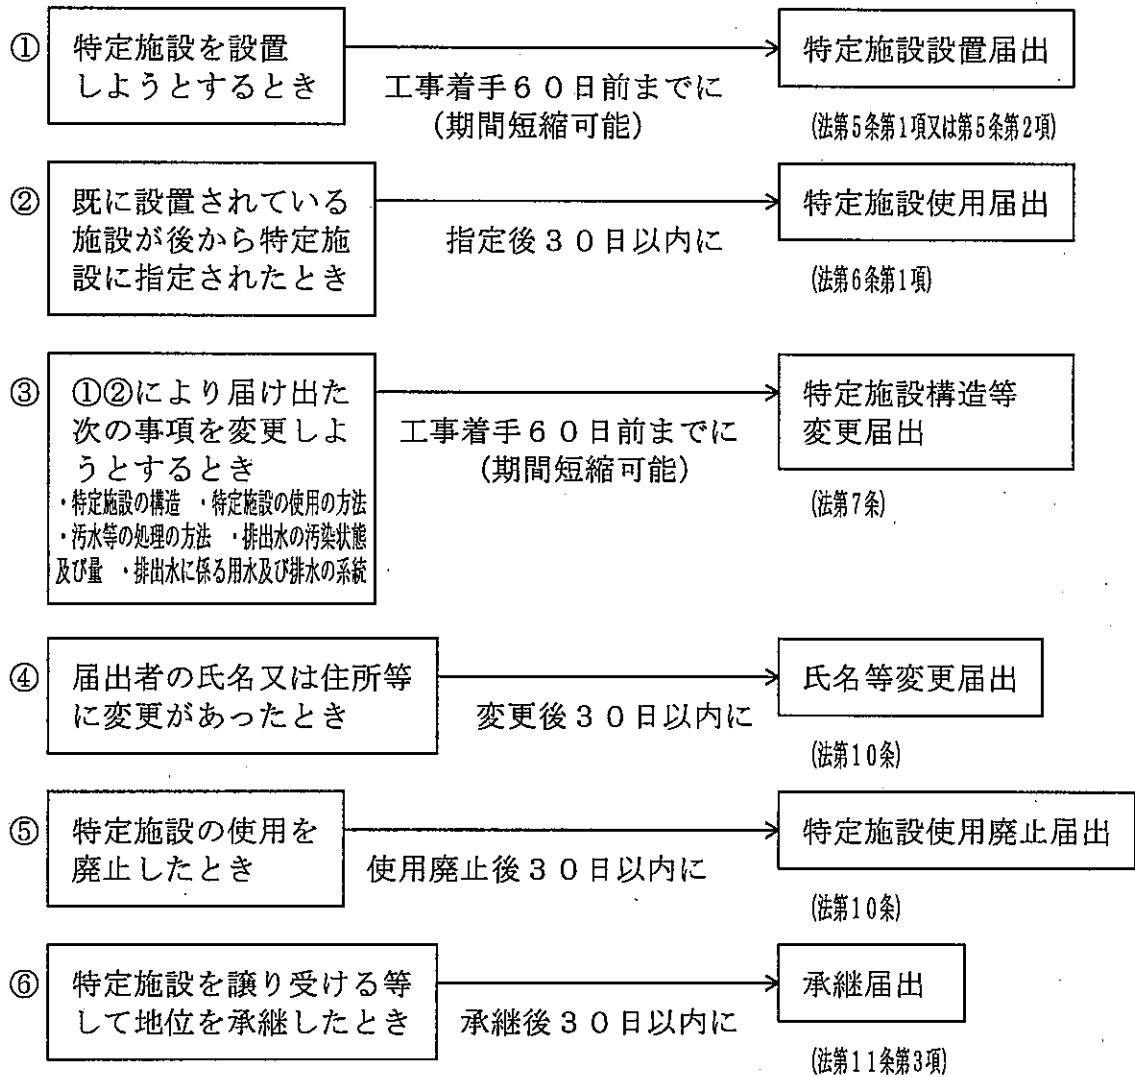 ① 特定施設を設置
しようとするとき
工事着手60日前までに
(期間短縮可能)
特定施設設置届出
(法第5条第1項又は第5条第2項)
② 既に設置されている
施設が後から特定施
設に指定されたとき
指定後30日以内に
特定施設使用届出
(法第6条第1項)
③ ①②により届け出た
次の事項を変更しよ
うとするとき
・特定施設の構造 ・特定施設の使用の方法
・汚水等の処理の方法 ・排出水の汚染状態
及び量 ・排出水に係る用水及び排水の系統
工事着手60日前までに
(期間短縮可能)
特定施設構造等
変更届出
(法第7条)
④ 届出者の氏名又は住所等
に変更があったとき
変更後30日以内に
氏名等変更届出
(法第10条)
⑤ 特定施設の使用を
廃止したとき
使用廃止後30日以内に
特定施設使用廃止届出
(法第10条)
⑥ 特定施設を譲り受ける等
して地位を承継したとき
承継後30日以内に
承継届出
(法第11条第3項)